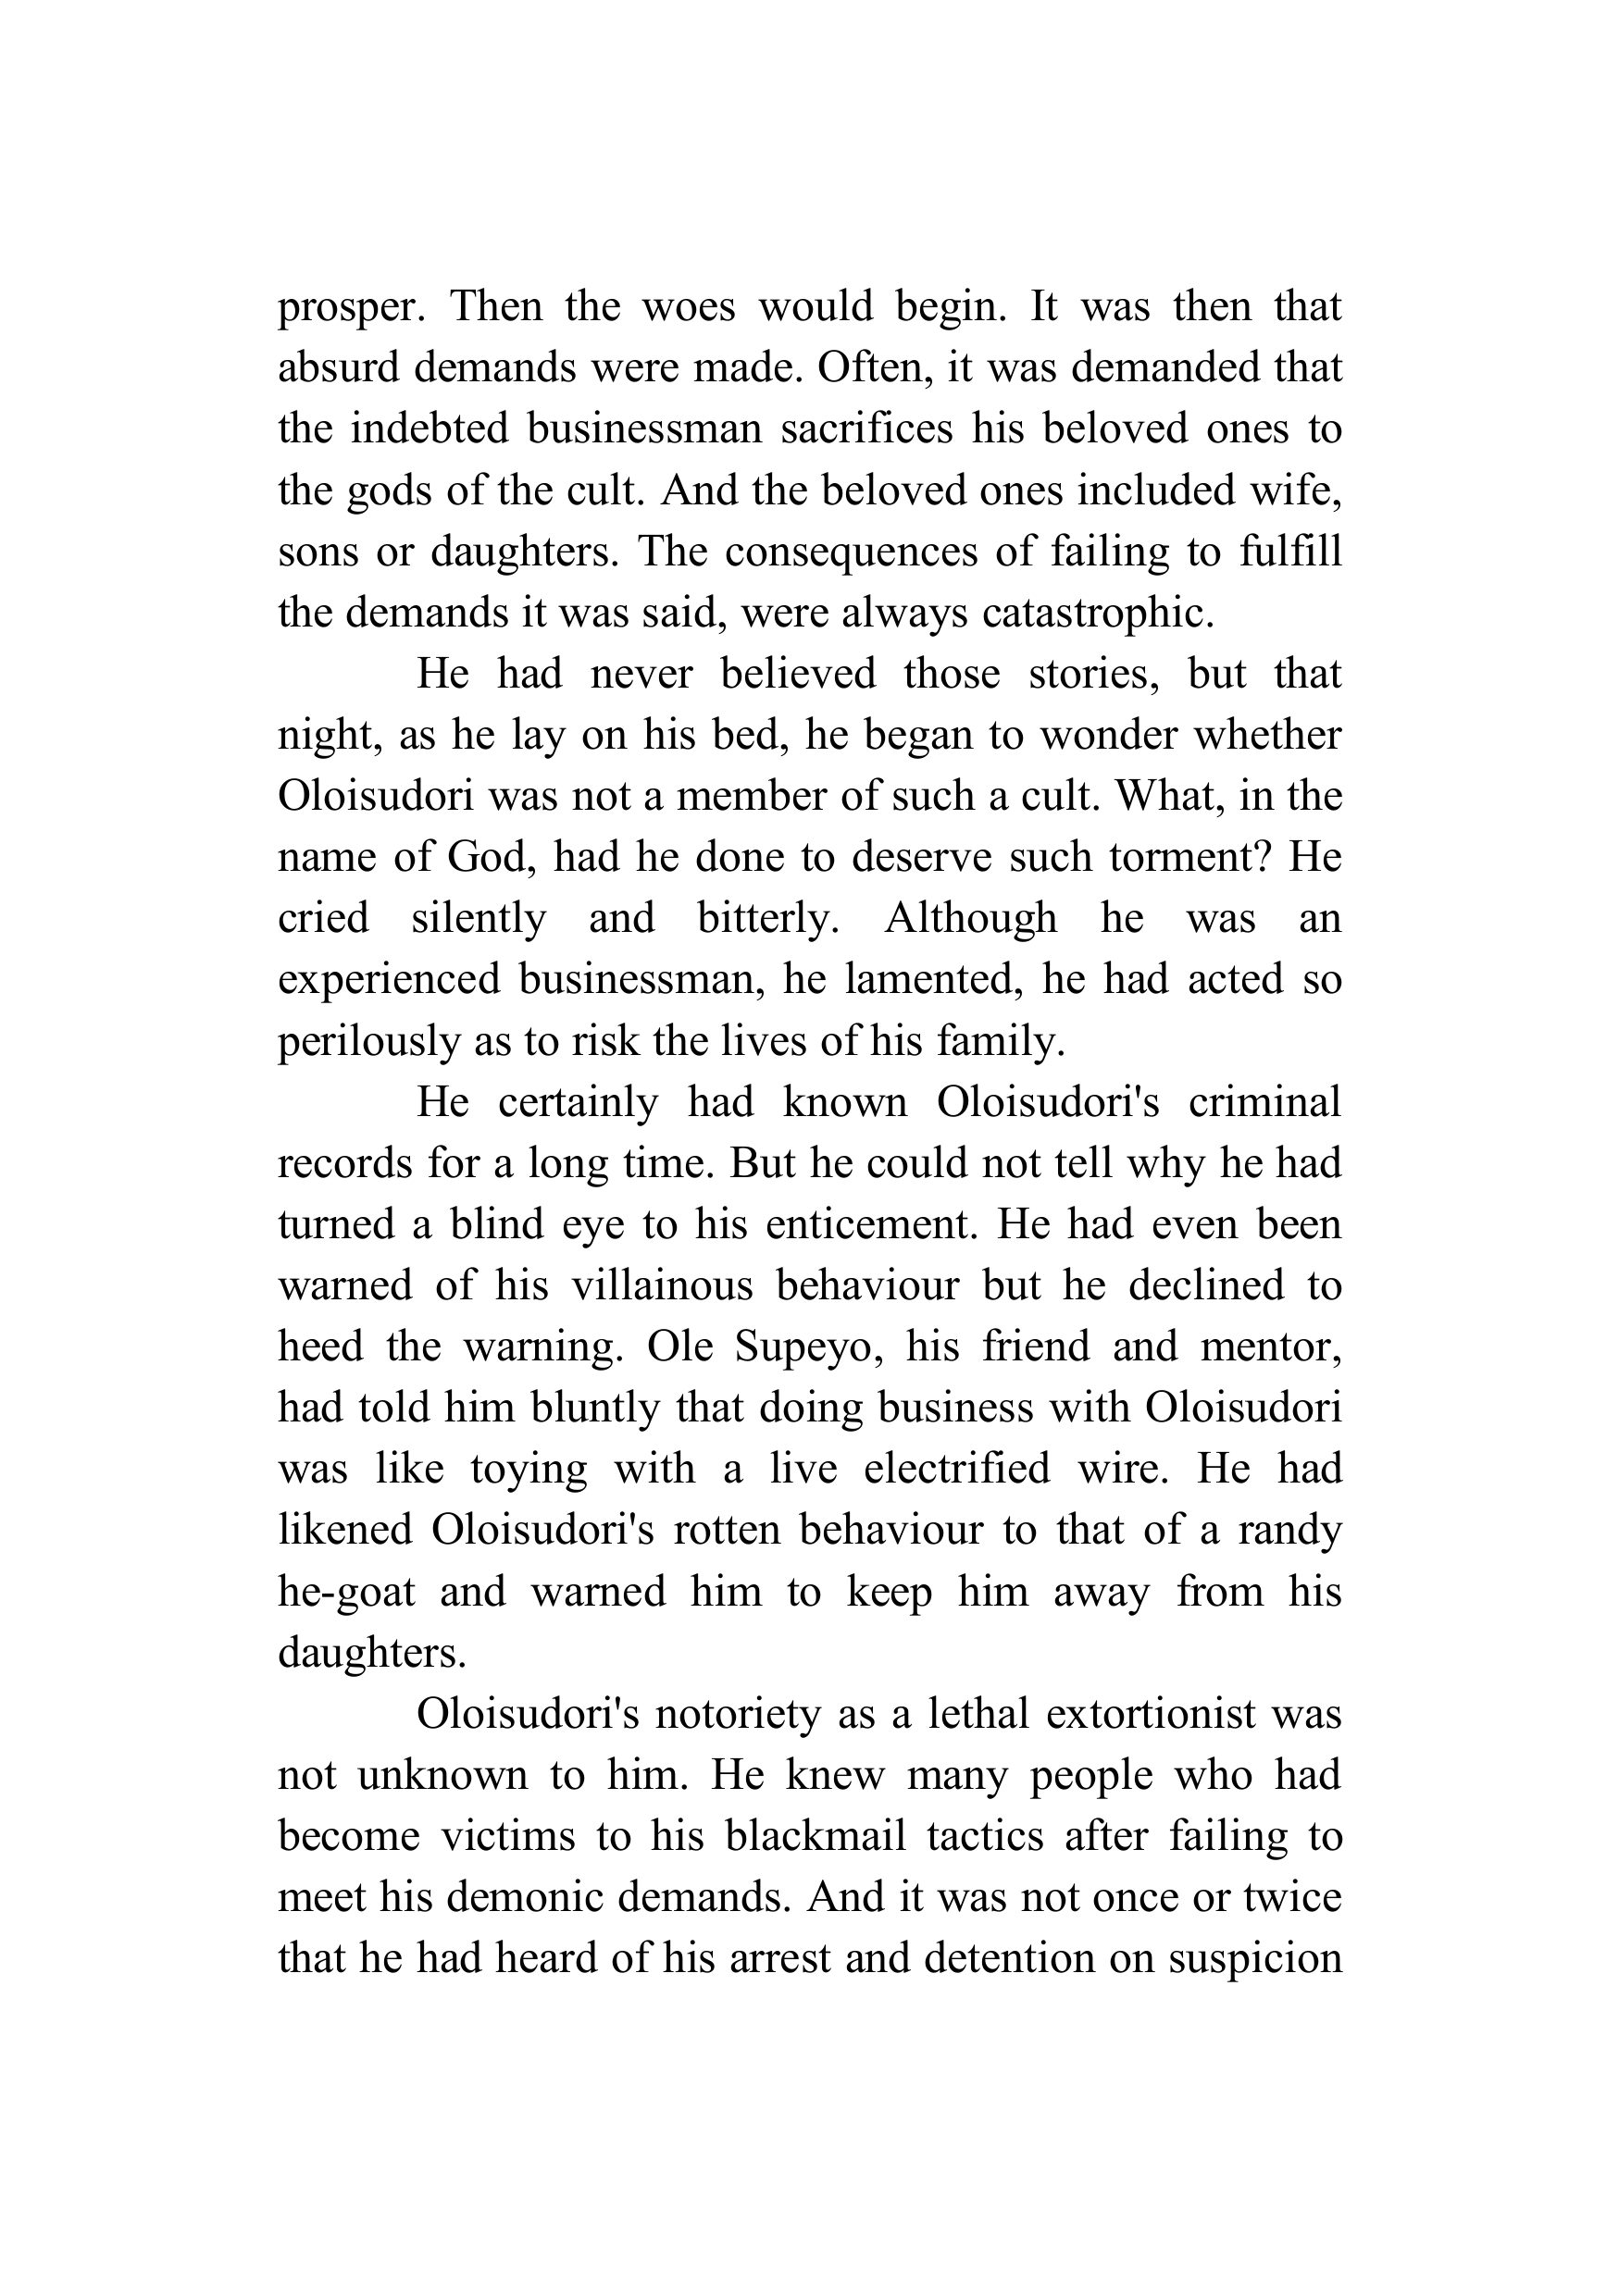 prosper. Then the woes would begin. It was then that
absurd demands were made. Often, it was demanded that
the indebted businessman sacrifices his beloved ones to
the gods of the cult. And the beloved ones included wife,
sons or daughters. The consequences of failing to fulfill
the demands it was said, were always catastrophic.
He had never believed those stories, but that
night, as he lay on his bed, he began to wonder whether
Oloisudori was not a member of such a cult. What, in the
name of God, had he done to deserve such torment? He
cried silently and bitterly. Although he was an
experienced businessman, he lamented, he had acted so
perilously as to risk the lives of his family.
He certainly had known Oloisudori's criminal
records for a long time. But he could not tell why he had
turned a blind eye to his enticement. He had even been
warned of his villainous behaviour but he declined to
heed the warning. Ole Supeyo, his friend and mentor,
had told him bluntly that doing business with Oloisudori
was like toying with a live electrified wire. He had
likened Oloisudori's rotten behaviour to that of a randy
he-goat and warned him to keep him away from his
daughters.
Oloisudori's notoriety as a lethal extortionist was
not unknown to him. He knew many people who had
become victims to his blackmail tactics after failing to
meet his demonic demands. And it was not once or twice
that he had heard of his arrest and detention on suspicion